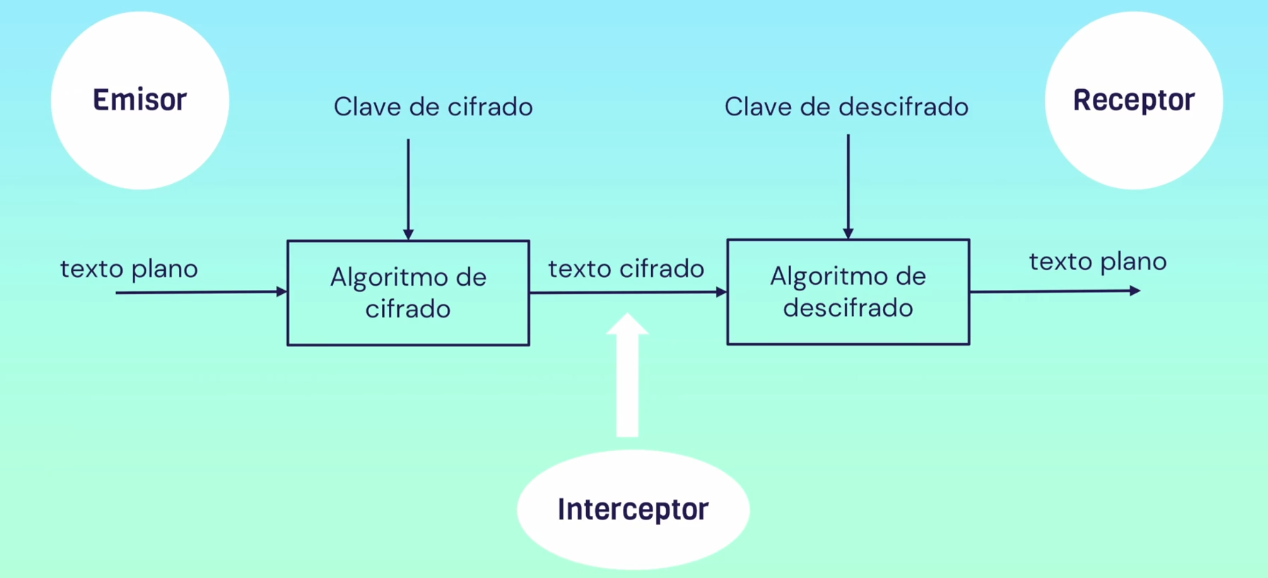 Emisor
Receptor
Clave de cifrado
Clave de descifrado
texto plano
Algoritmo de
cifrado
texto cifrado
Algoritmo de
descifrado
texto plano
Interceptor